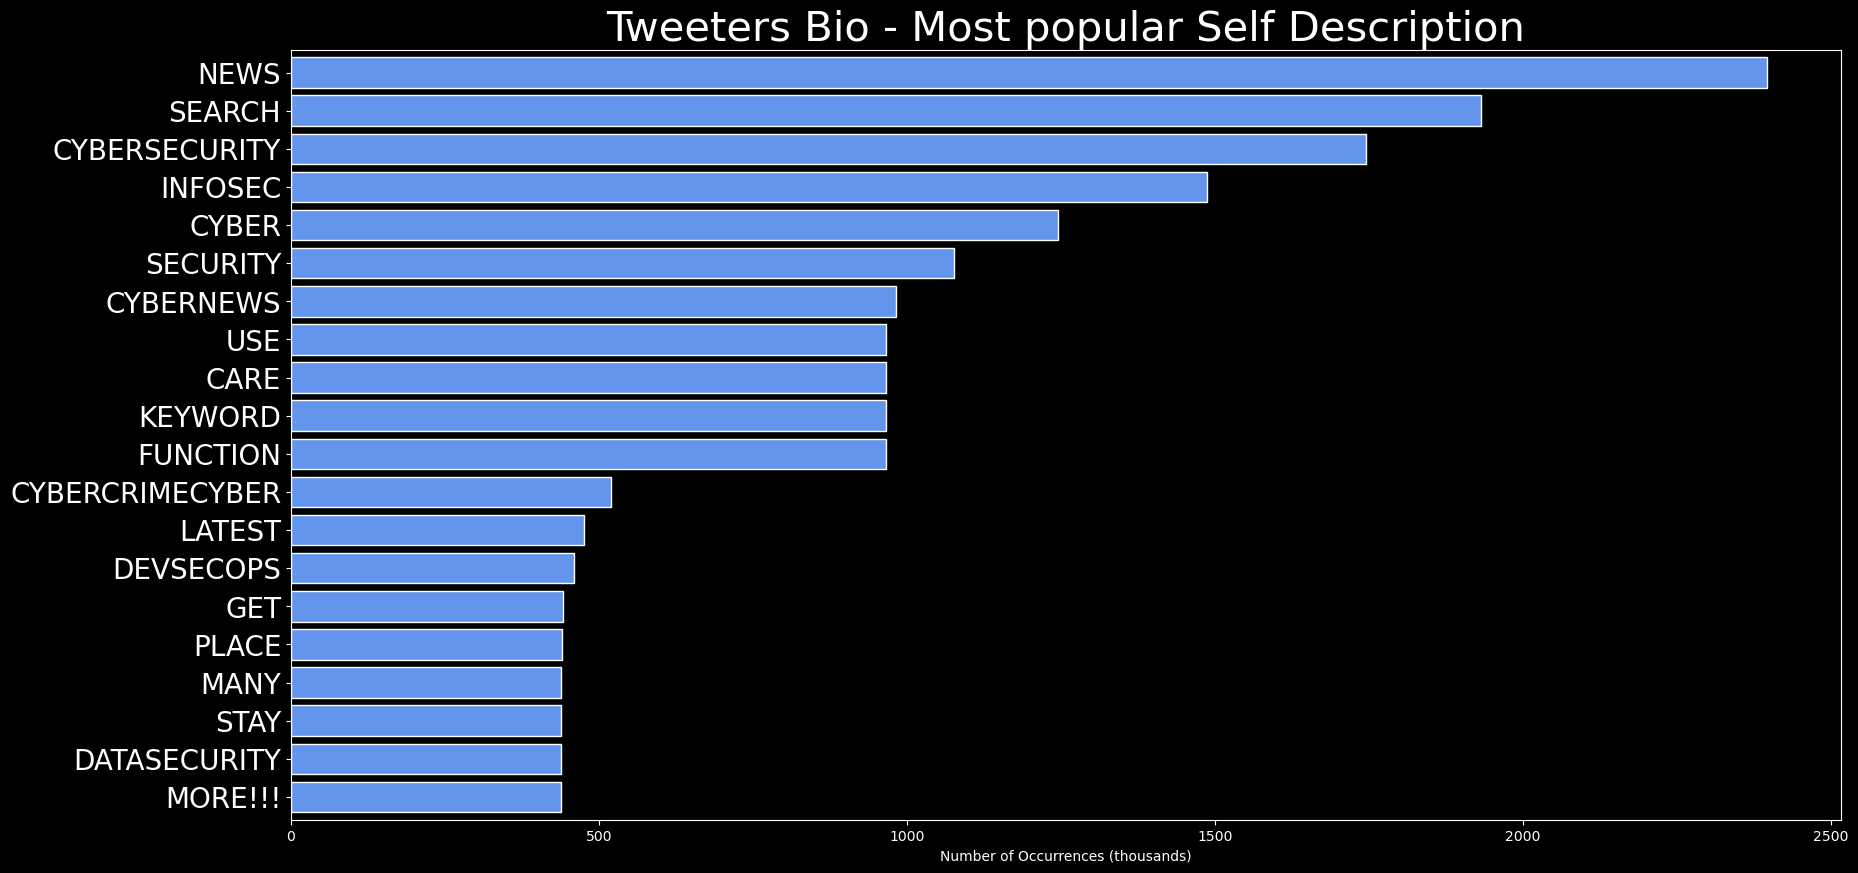 Tweeters Bio - Most popular Self Description
NEWS
SEARCH
CYBERSECURITY
INFOSEC
CYBER
SECURITY
CYBERNEWS
USE
CARE
KEYWORD
FUNCTION
CYBERCRIMECYBER
LATEST
DEVSECOPS
GET
PLACE
MANY
STAY
DATASECURITY
MORE!!!
0 500 1000 1500 2000 2500
Number of Occurrences (thousands)